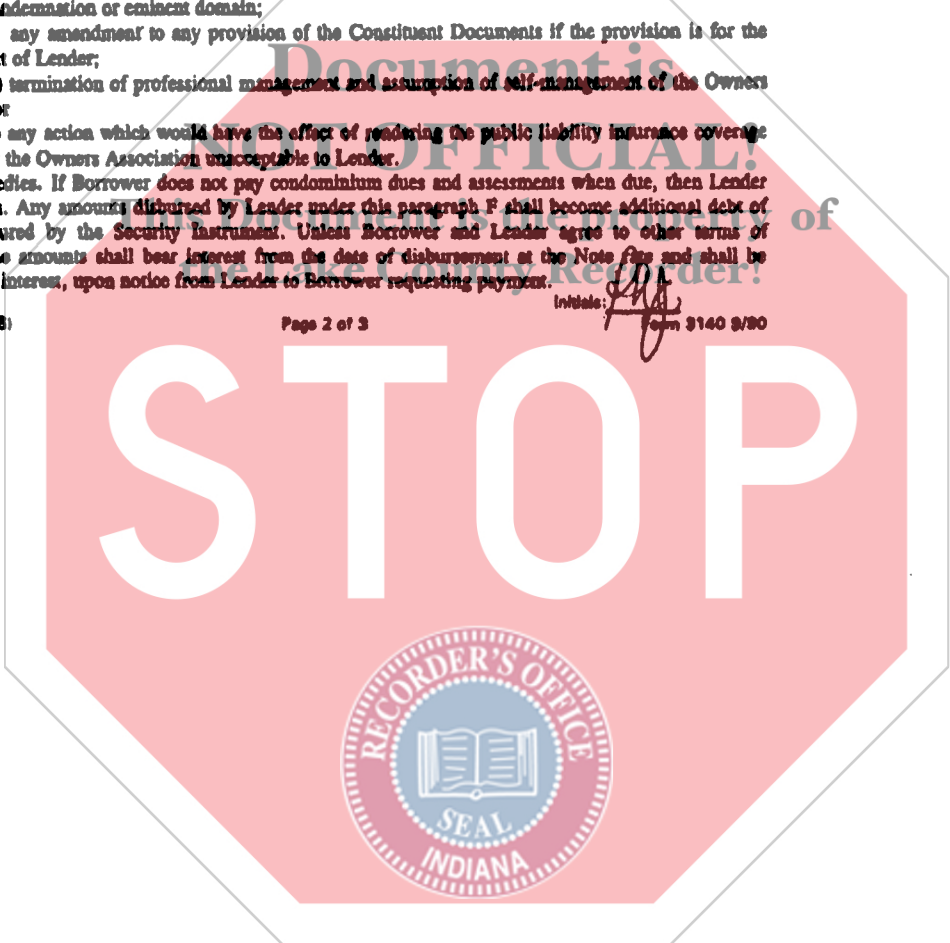 ndemnation or eminent domain;
any amendment to any provision of the Constituent Documents if the provision is for the
t of Lender;
termination of professional management and assumption of self-management of the Owners
or
any action which would have the effect of rendering the public liability insurance coverage
the Owners Association unacceptable to Lender.
edies. If Borrower does not pay condominium dues and assessments when due, then Lender
. Any amounts disbursed by Lender under this paragraph F shall become additional debt of
ured by the Security Instrument. Unless Borrower and Lender agree to other terms of
e amounts shall bear interest from the date of disbursement at the Note rate and shall be
interest, upon notice from Lender to Borrower requesting payment.
Initials:
Page 2 of 3
Form 3140 9/90
Document is
NOT OFFICIAL!
This Document is the property of
the Lake County Recorder!
STOP
RECORDER'S OFFICE
SEAL
INDIANA